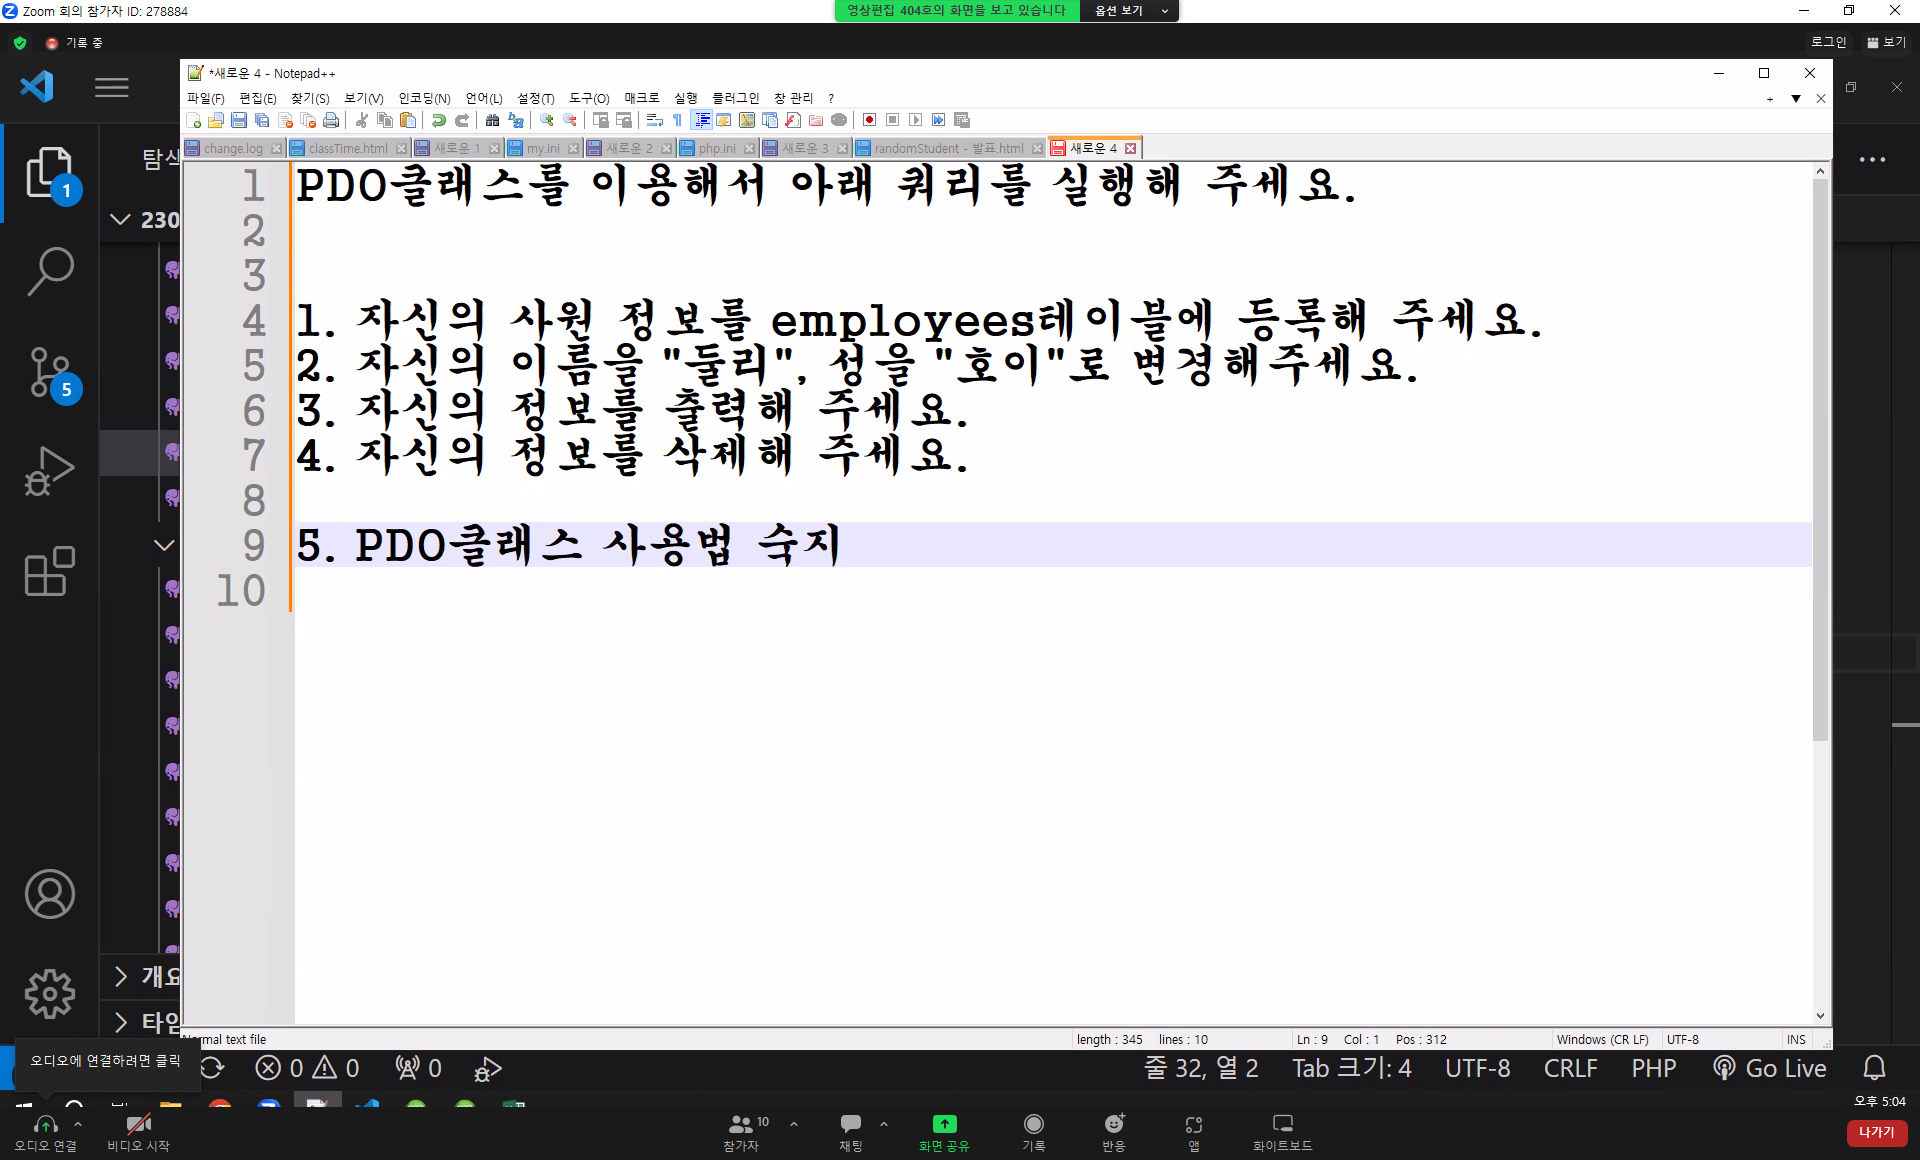 Zoom 회의 참가자 ID: 278884
영상편집 404호의 화면을 보고 있습니다
옵션 보기
기록 중
로그인
보기
*새로운 4 - Notepad++
파일(F) 편집(E) 찾기(S) 보기(V) 인코딩(N) 언어(L) 설정(T) 도구(O) 매크로 실행 플러그인 창 관리 ?
change.log classTime.html 새로운 1 my.ini 새로운 2 php.ini 새로운 3 randomStudent - 발표.html 새로운 4
탐식
230
1 PDO클래스를 이용해서 아래 쿼리를 실행해 주세요.
2
3
4 1. 자신의 사원 정보를 employees테이블에 등록해 주세요.
5 2. 자신의 이름을 "둘리", 성을 "호이"로 변경해주세요.
6 3. 자신의 정보를 출력해 주세요.
7 4. 자신의 정보를 삭제해 주세요.
8
9 5. PDO클래스 사용법 숙지
10
1
5
개요
타임
Normal text file length : 345 lines : 10 Ln : 9 Col : 1 Pos : 312 Windows (CR LF) UTF-8 INS
오디오에 연결하려면 클릭
0 0 0 줄 32, 열 2 Tab 크기: 4 UTF-8 CRLF PHP Go Live
오후 5:04
오디오 연결 비디오 시작 참가자 10 채팅 화면 공유 기록 반응 앱 화이트보드 나가기